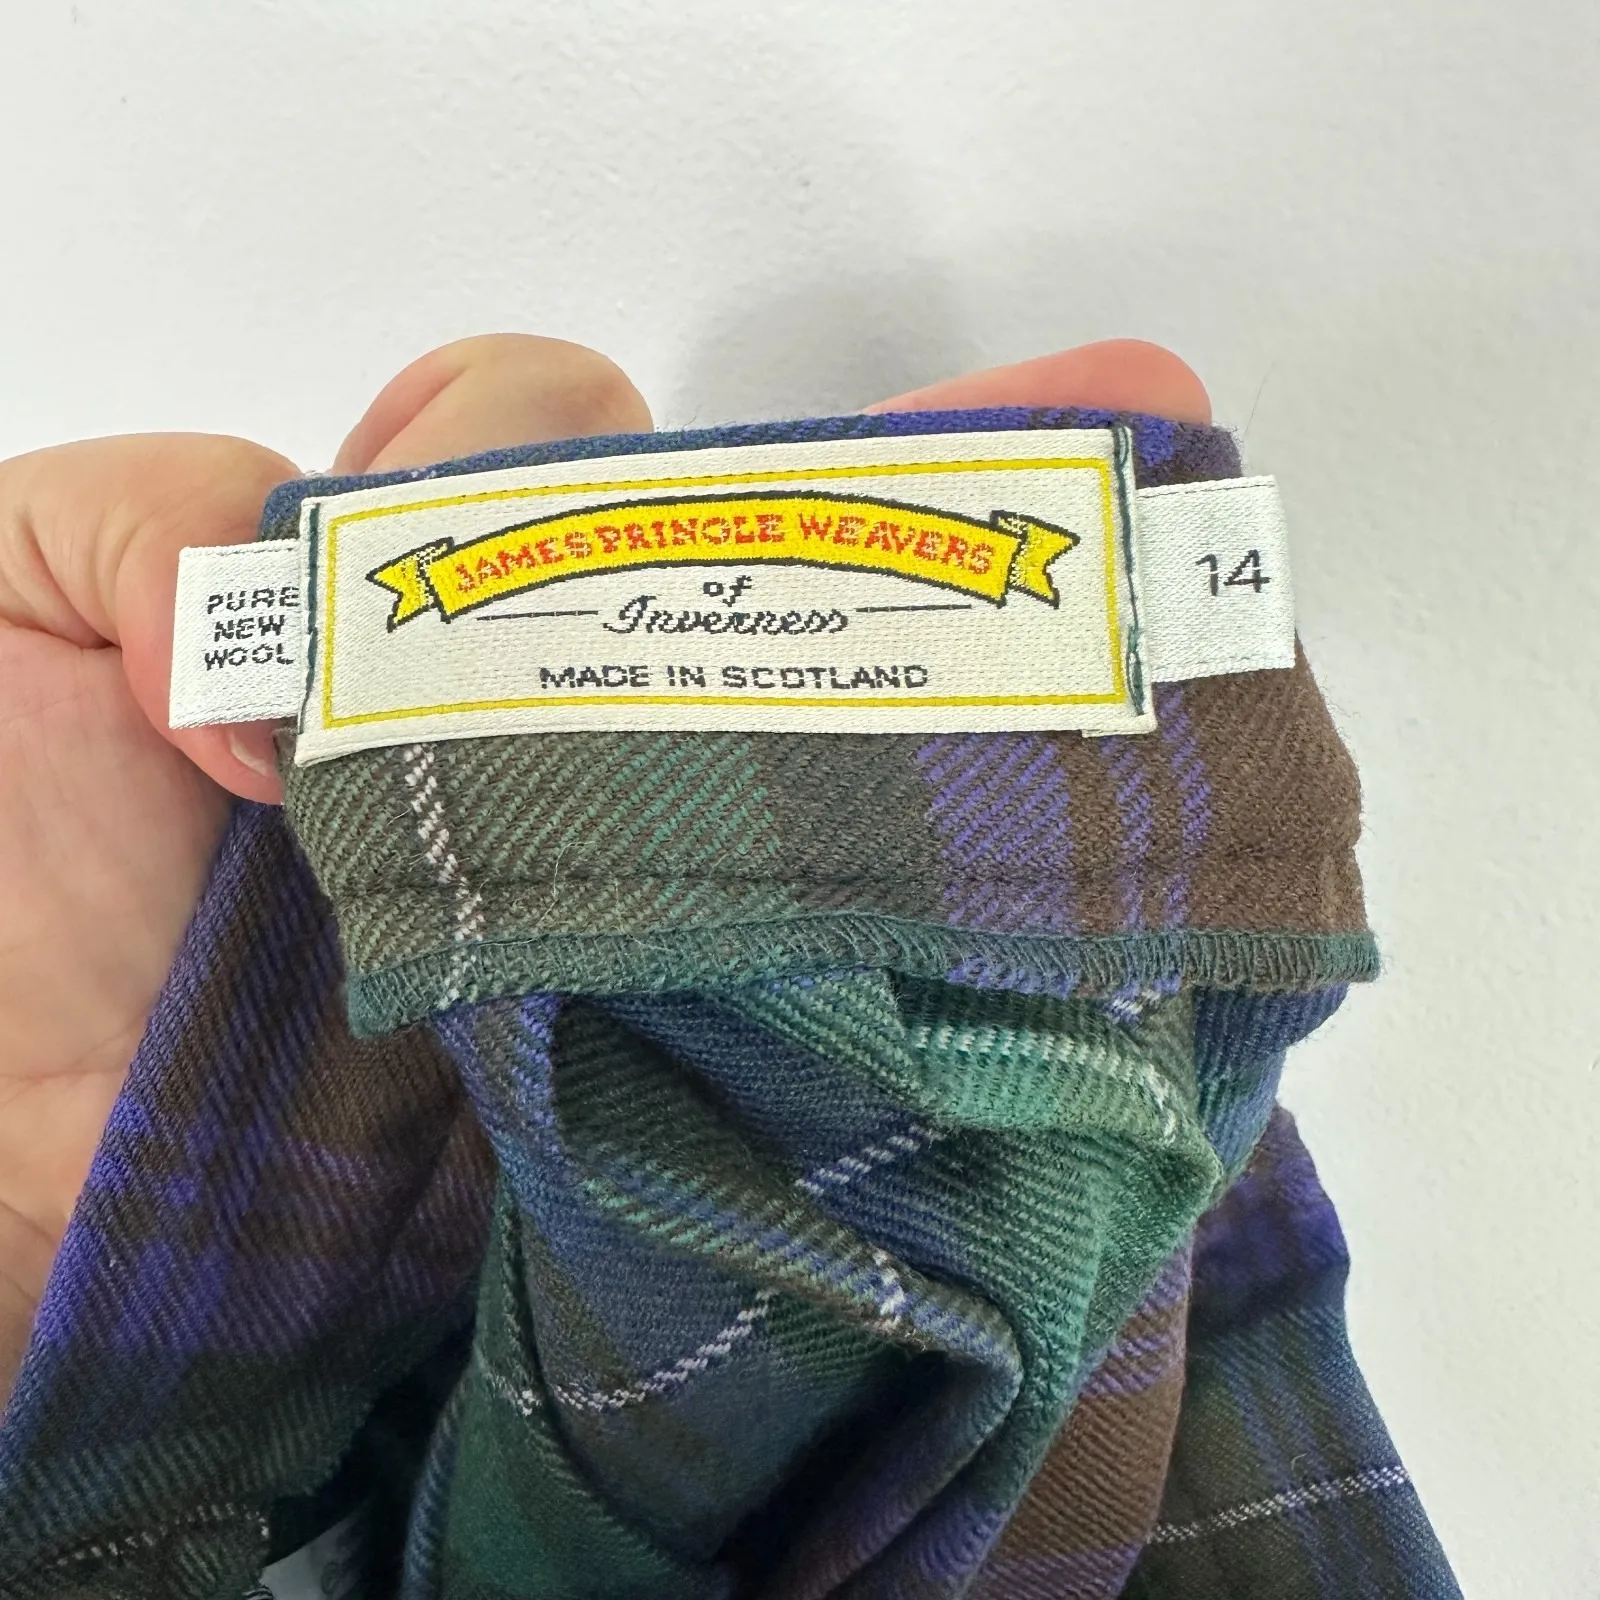 JAMES PRINGLE WEAVERS
of
Inverness
MADE IN SCOTLAND
PURE
NEW
WOOL
14